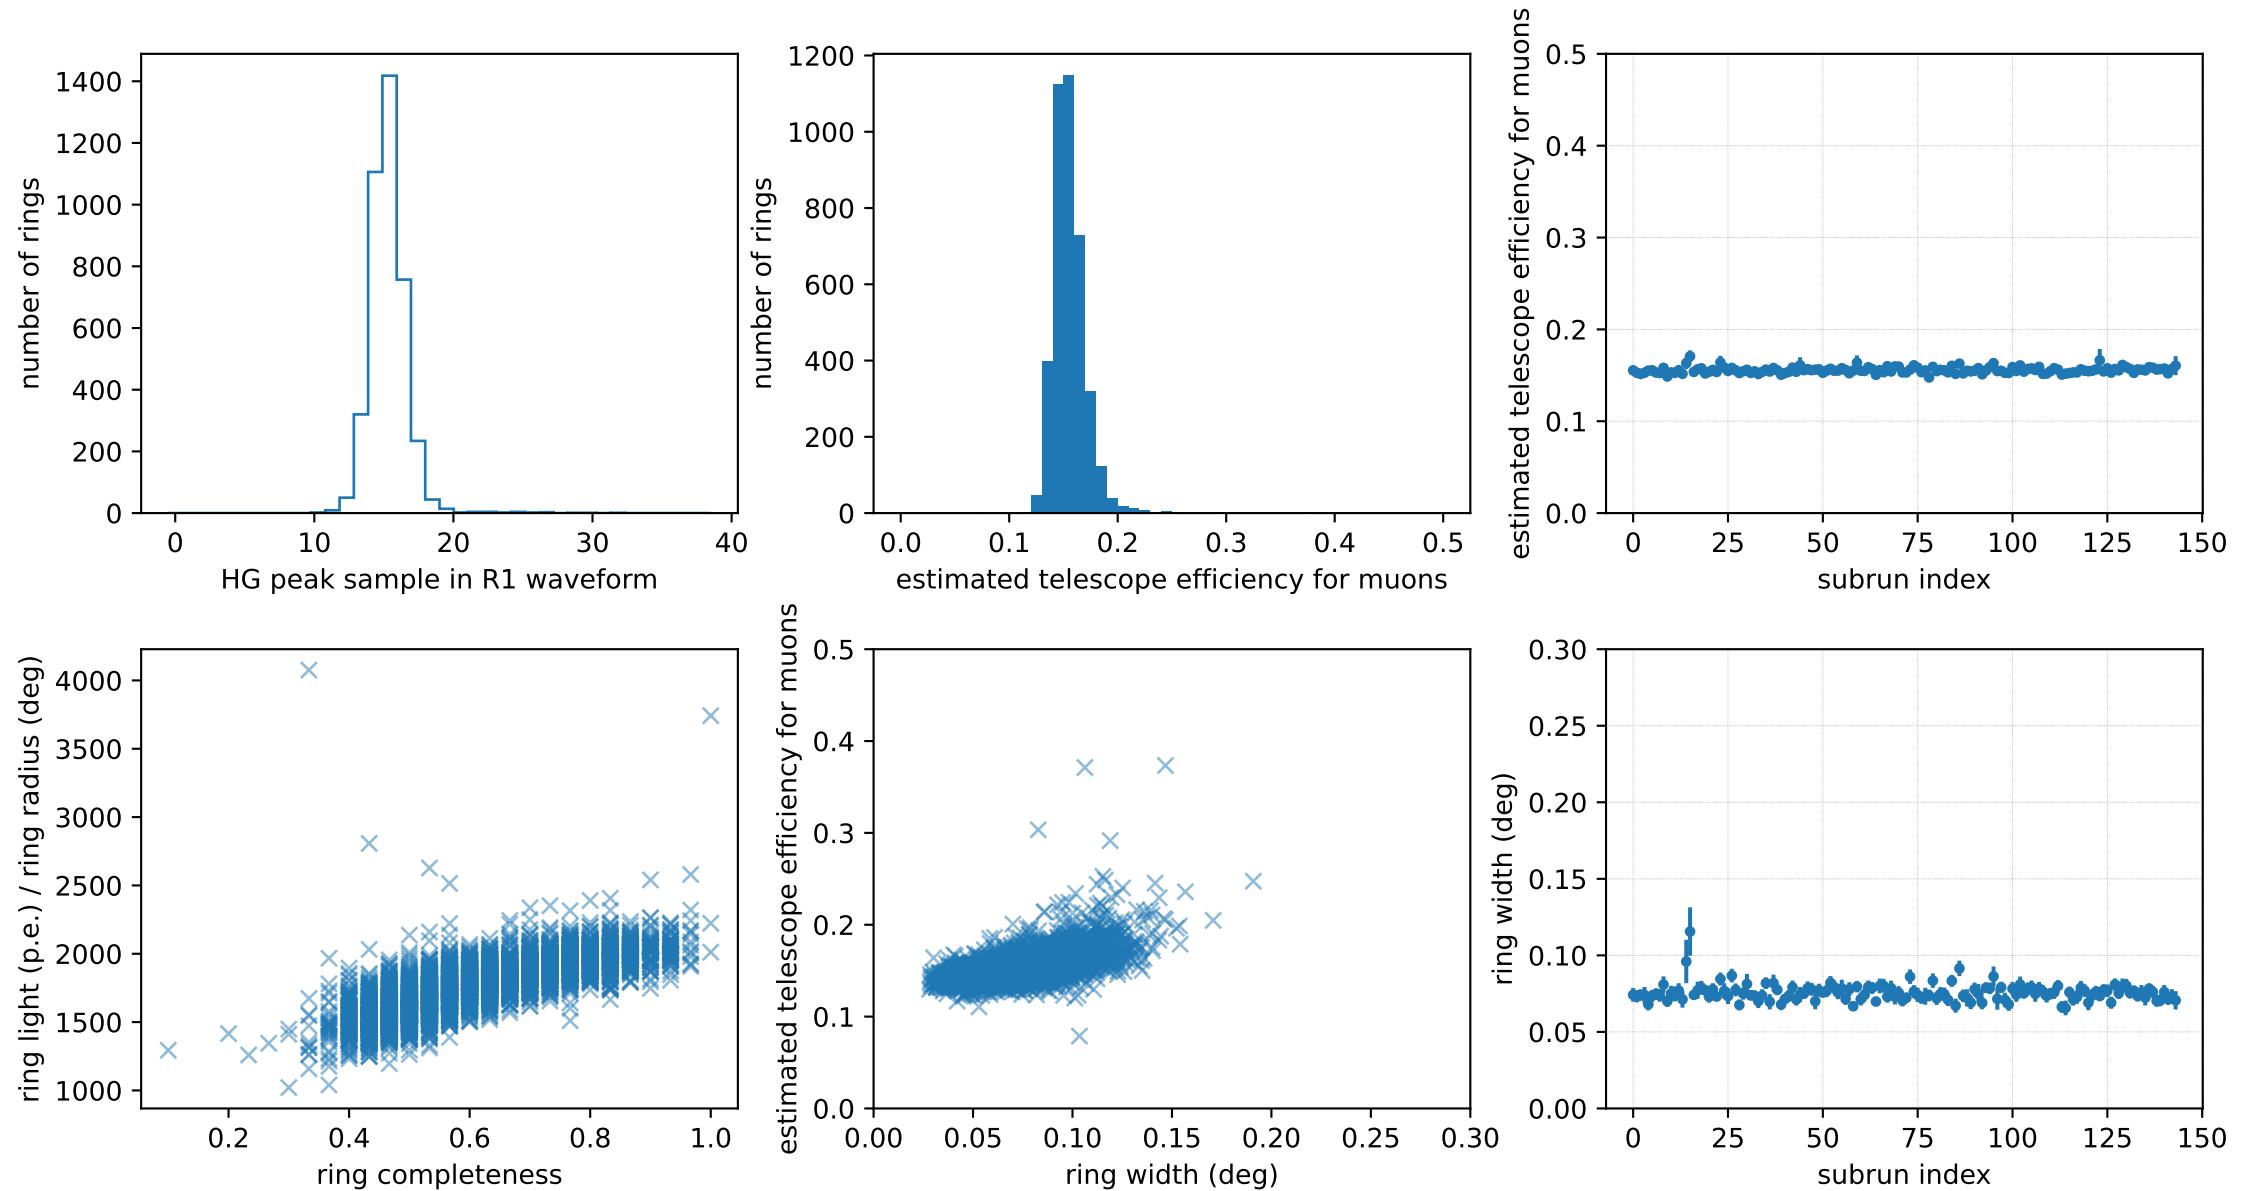 number of rings
1400
1200
1000
800
600
400
200
0
0 10 20 30 40
HG peak sample in R1 waveform
number of rings
1200
1000
800
600
400
200
0
0.0 0.1 0.2 0.3 0.4 0.5
estimated telescope efficiency for muons
estimated telescope efficiency for muons
0.5
0.4
0.3
0.2
0.1
0.0
0 25 50 75 100 125 150
subrun index
ring light (p.e.) / ring radius (deg)
4000
3500
3000
2500
2000
1500
1000
0.2 0.4 0.6 0.8 1.0
ring completeness
estimated telescope efficiency for muons
0.5
0.4
0.3
0.2
0.1
0.0
0.00 0.05 0.10 0.15 0.20 0.25 0.30
ring width (deg)
ring width (deg)
0.30
0.25
0.20
0.15
0.10
0.05
0.00
0 25 50 75 100 125 150
subrun index